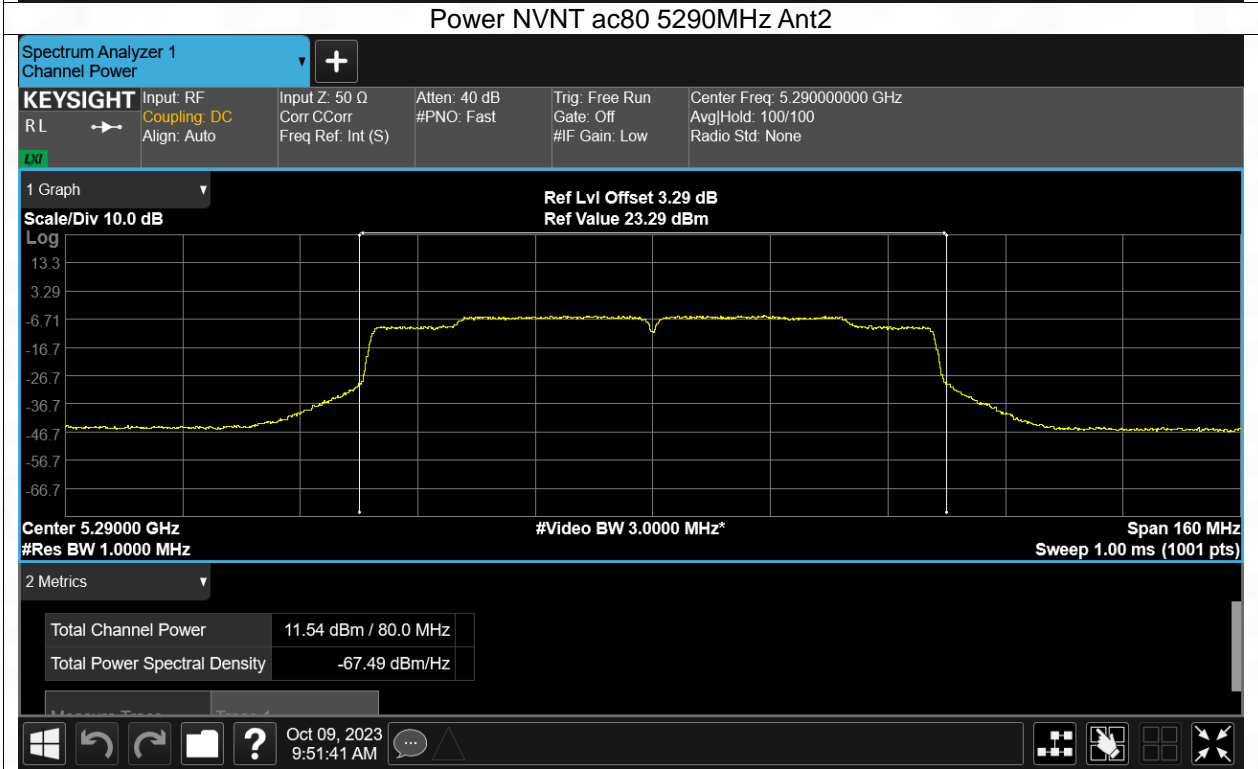 Power NVNT ac80 5290MHz Ant2
Spectrum Analyzer 1
Channel Power
KEYSIGHT
R L
LXI
Input: RF
Coupling: DC
Align: Auto
Input Z: 50 Ω
Corr CCorr
Freq Ref: Int (S)
Atten: 40 dB
#PNO: Fast
Trig: Free Run
Gate: Off
#IF Gain: Low
Center Freq: 5.290000000 GHz
Avg|Hold: 100/100
Radio Std: None
1 Graph
Scale/Div 10.0 dB
Ref Lvl Offset 3.29 dB
Ref Value 23.29 dBm
Log
13.3
3.29
-6.71
-16.7
-26.7
-36.7
-46.7
-56.7
-66.7
Center 5.29000 GHz
#Video BW 3.0000 MHz*
Span 160 MHz
#Res BW 1.0000 MHz
Sweep 1.00 ms (1001 pts)
2 Metrics
Total Channel Power 11.54 dBm / 80.0 MHz
Total Power Spectral Density -67.49 dBm/Hz
?
Oct 09, 2023
9:51:41 AM